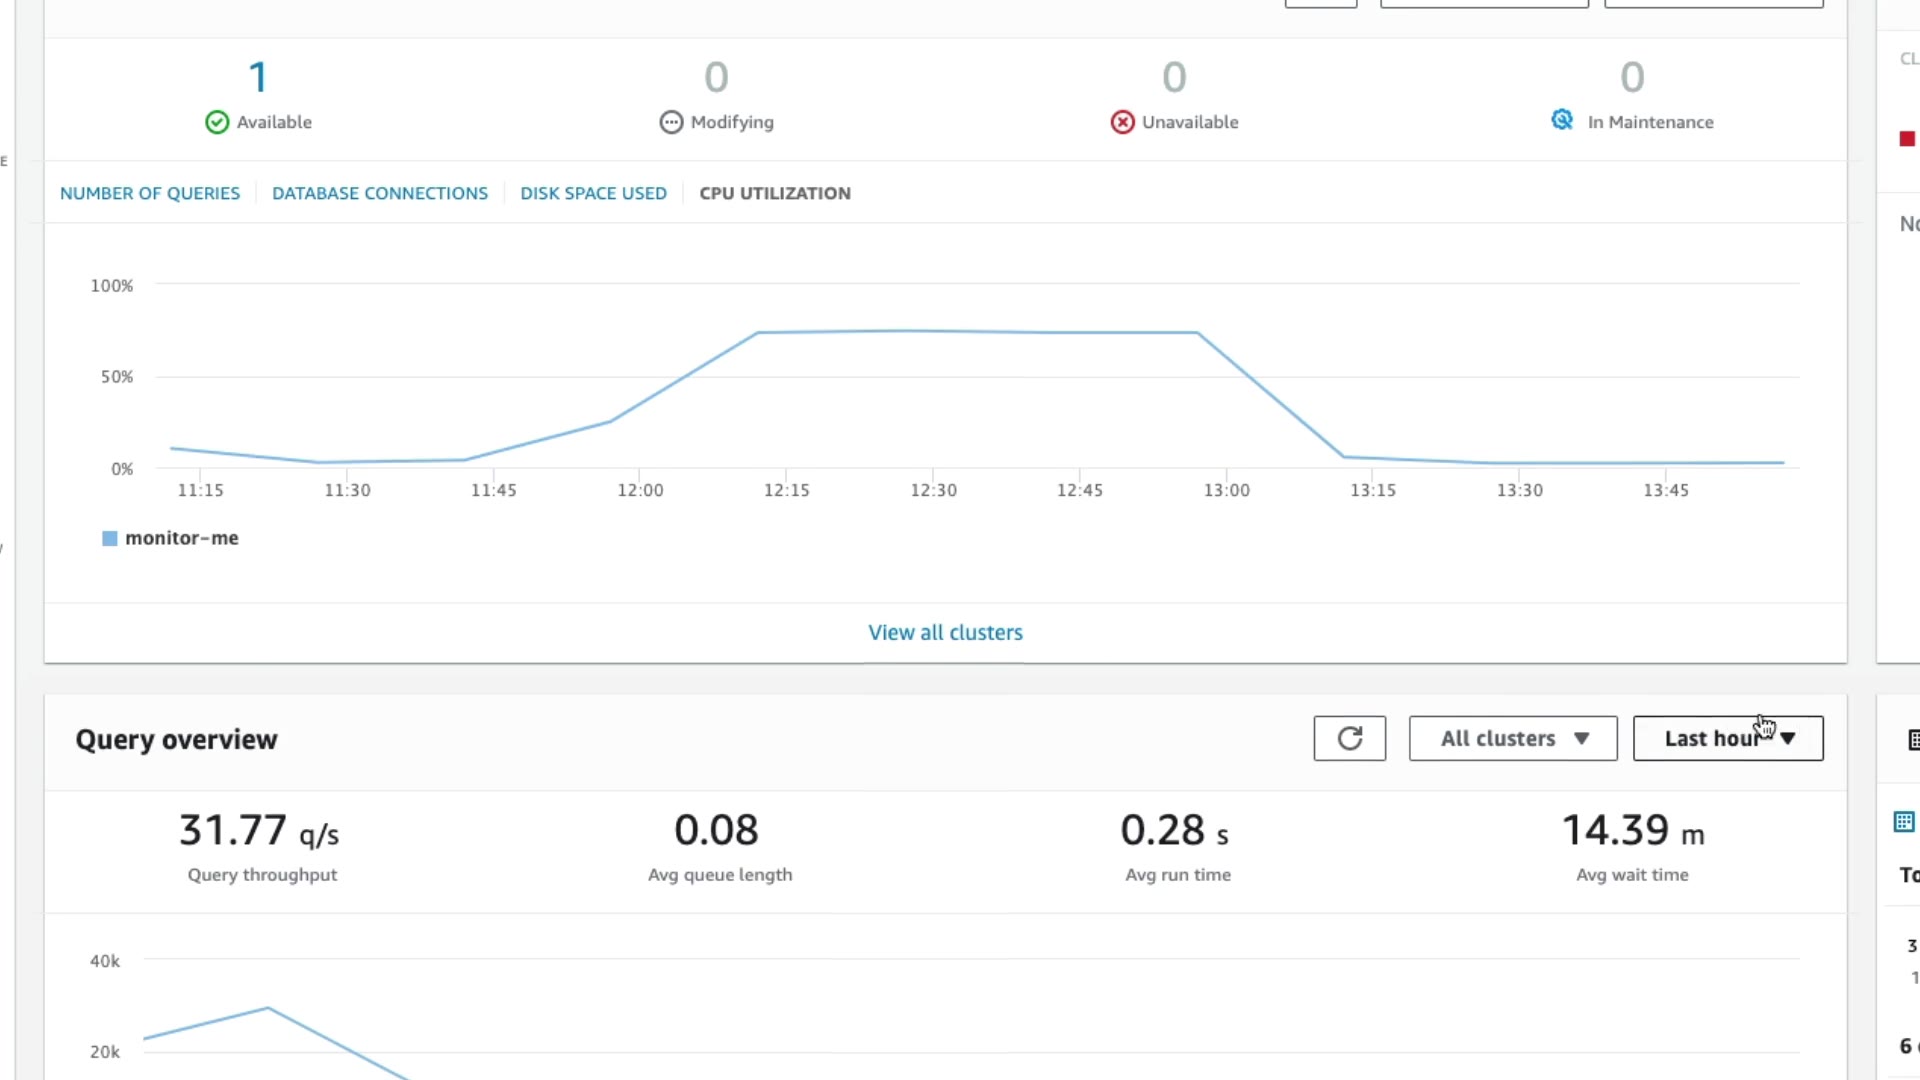 1
0
0
0
Available
Modifying
Unavailable
In Maintenance
CL
E
NUMBER OF QUERIES
DATABASE CONNECTIONS
DISK SPACE USED
CPU UTILIZATION
No
100%
50%
0%
11:15 11:30 11:45 12:00 12:15 12:30 12:45 13:00 13:15 13:30 13:45
monitor-me
View all clusters
Query overview
All clusters
Last hour
31.77 q/s
0.08
0.28 s
14.39 m
Query throughput
Avg queue length
Avg run time
Avg wait time
To
40k
3
1
20k
6